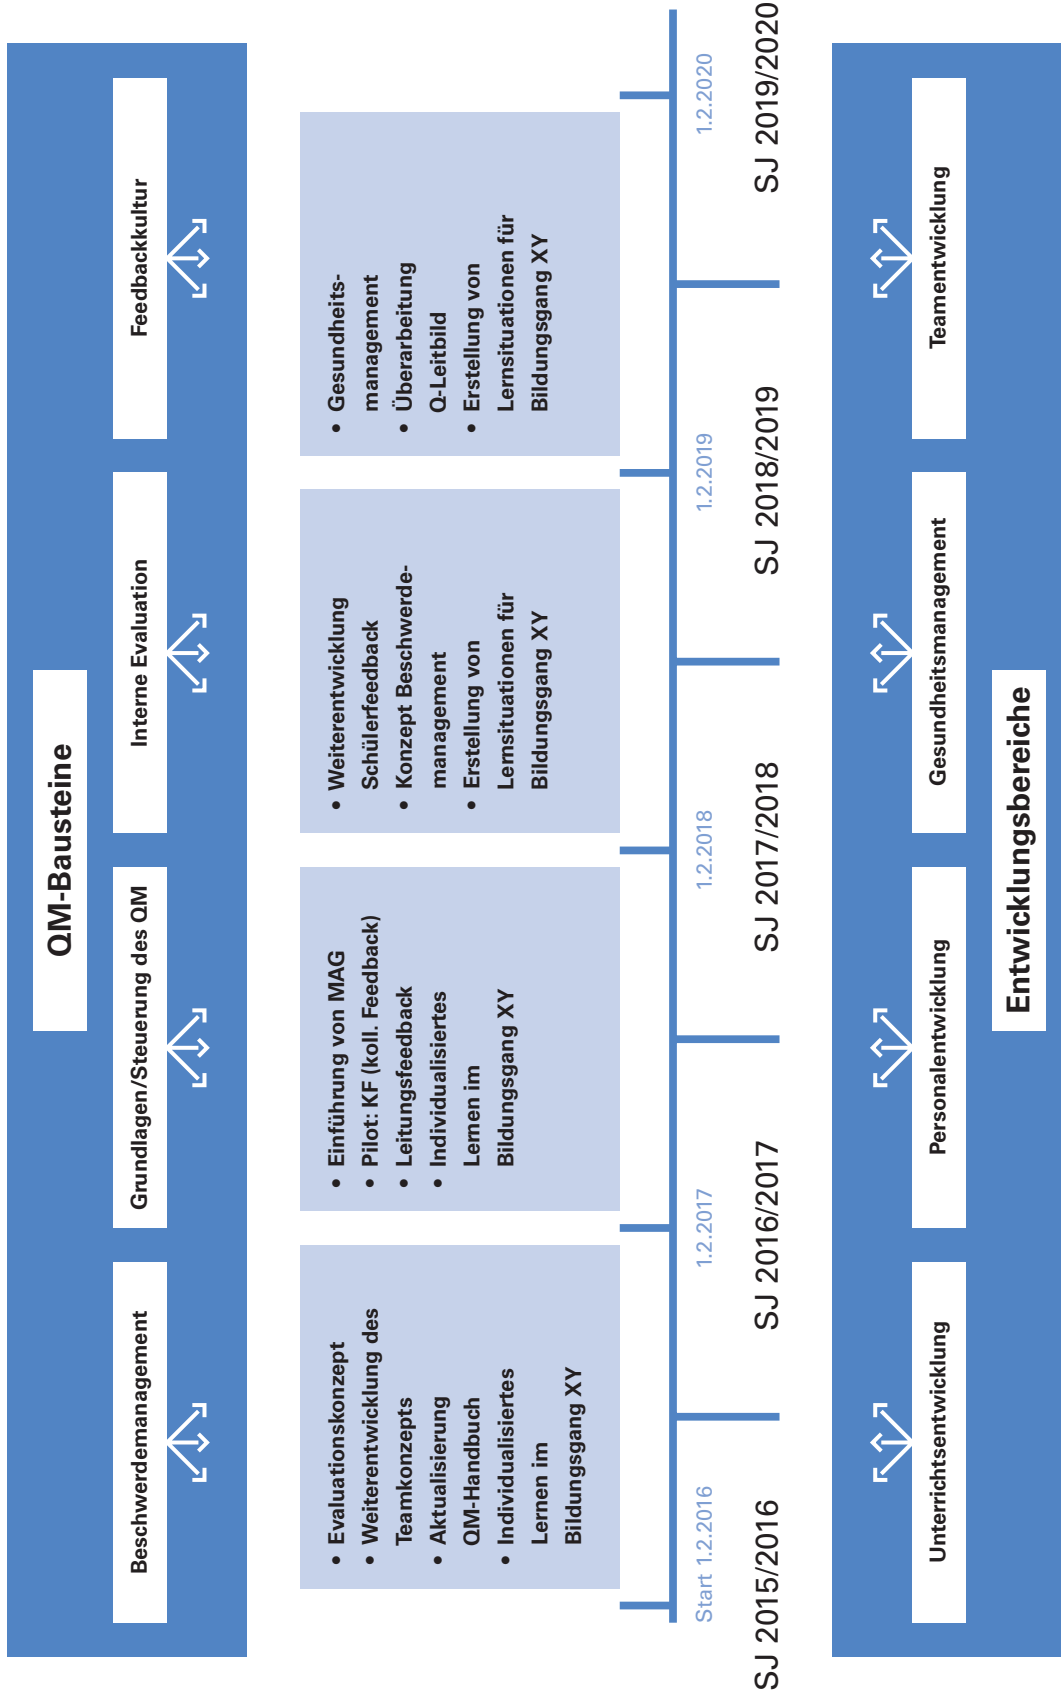 QM-Bausteine
Beschwerdemanagement
Grundlagen/Steuerung des QM
Interne Evaluation
Feedbackkultur
• Evaluationskonzept
• Weiterentwicklung des
Teamkonzepts
• Aktualisierung
QM-Handbuch
• Individualisiertes
Lernen im
Bildungsgang XY
• Einführung von MAG
• Pilot: KF (koll. Feedback)
• Leitungsfeedback
• Individualisiertes
Lernen im
Bildungsgang XY
• Weiterentwicklung
Schülerfeedback
• Konzept Beschwerde-
management
• Erstellung von
Lernsituationen für
Bildungsgang XY
• Gesundheits-
management
• Überarbeitung
Q-Leitbild
• Erstellung von
Lernsituationen für
Bildungsgang XY
Start 1.2.2016
1.2.2017
1.2.2018
1.2.2019
1.2.2020
SJ 2015/2016
SJ 2016/2017
SJ 2017/2018
SJ 2018/2019
SJ 2019/2020
Unterrichtsentwicklung
Personalentwicklung
Gesundheitsmanagement
Teamentwicklung
Entwicklungsbereiche